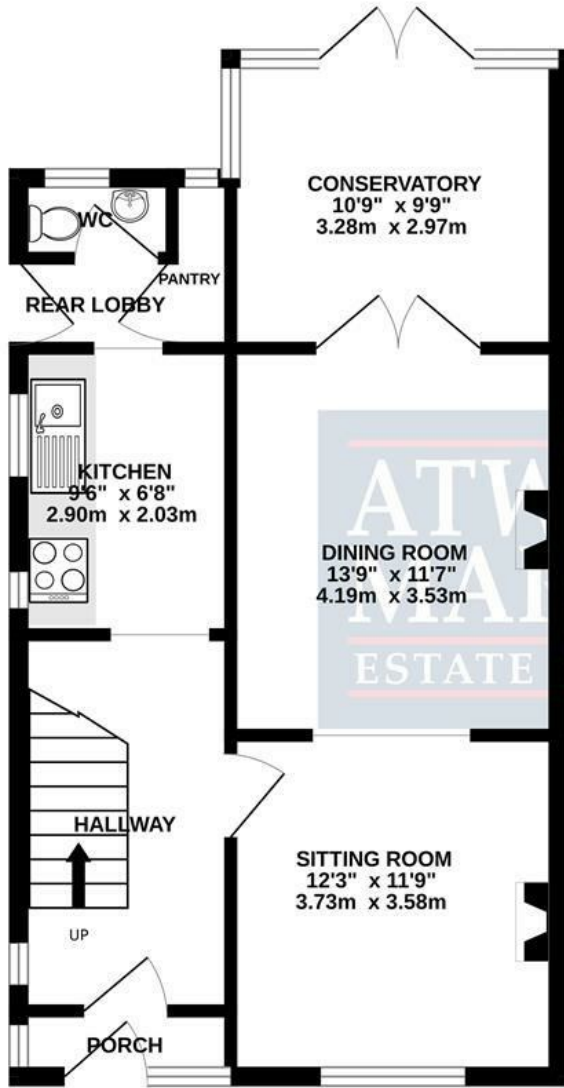 CONSERVATORY
10'9" x 9'9"
3.28m x 2.97m
WC
PANTRY
REAR LOBBY
KITCHEN
9'6" x 6'8"
2.90m x 2.03m
DINING ROOM
13'9" x 11'7"
4.19m x 3.53m
ESTATE
HALLWAY
UP
SITTING ROOM
12'3" x 11'9"
3.73m x 3.58m
PORCH